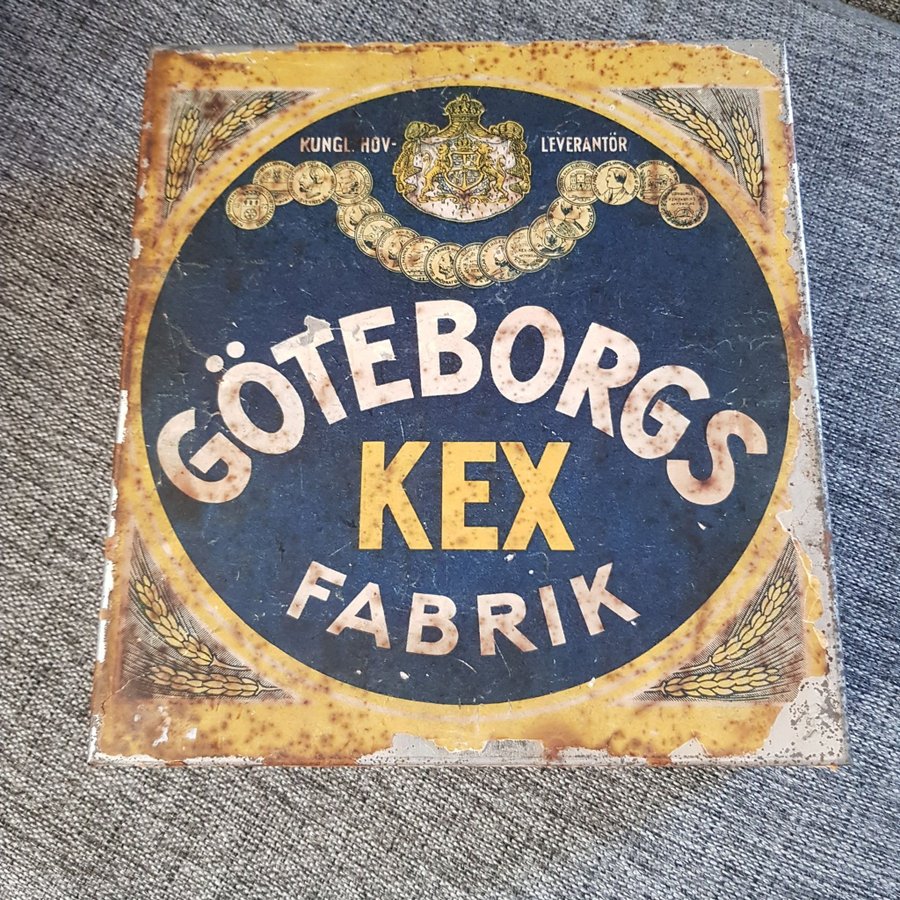 KUNGL. HOV- LEVERANTÖR
GÖTEBORGS
KEX
FABRIK